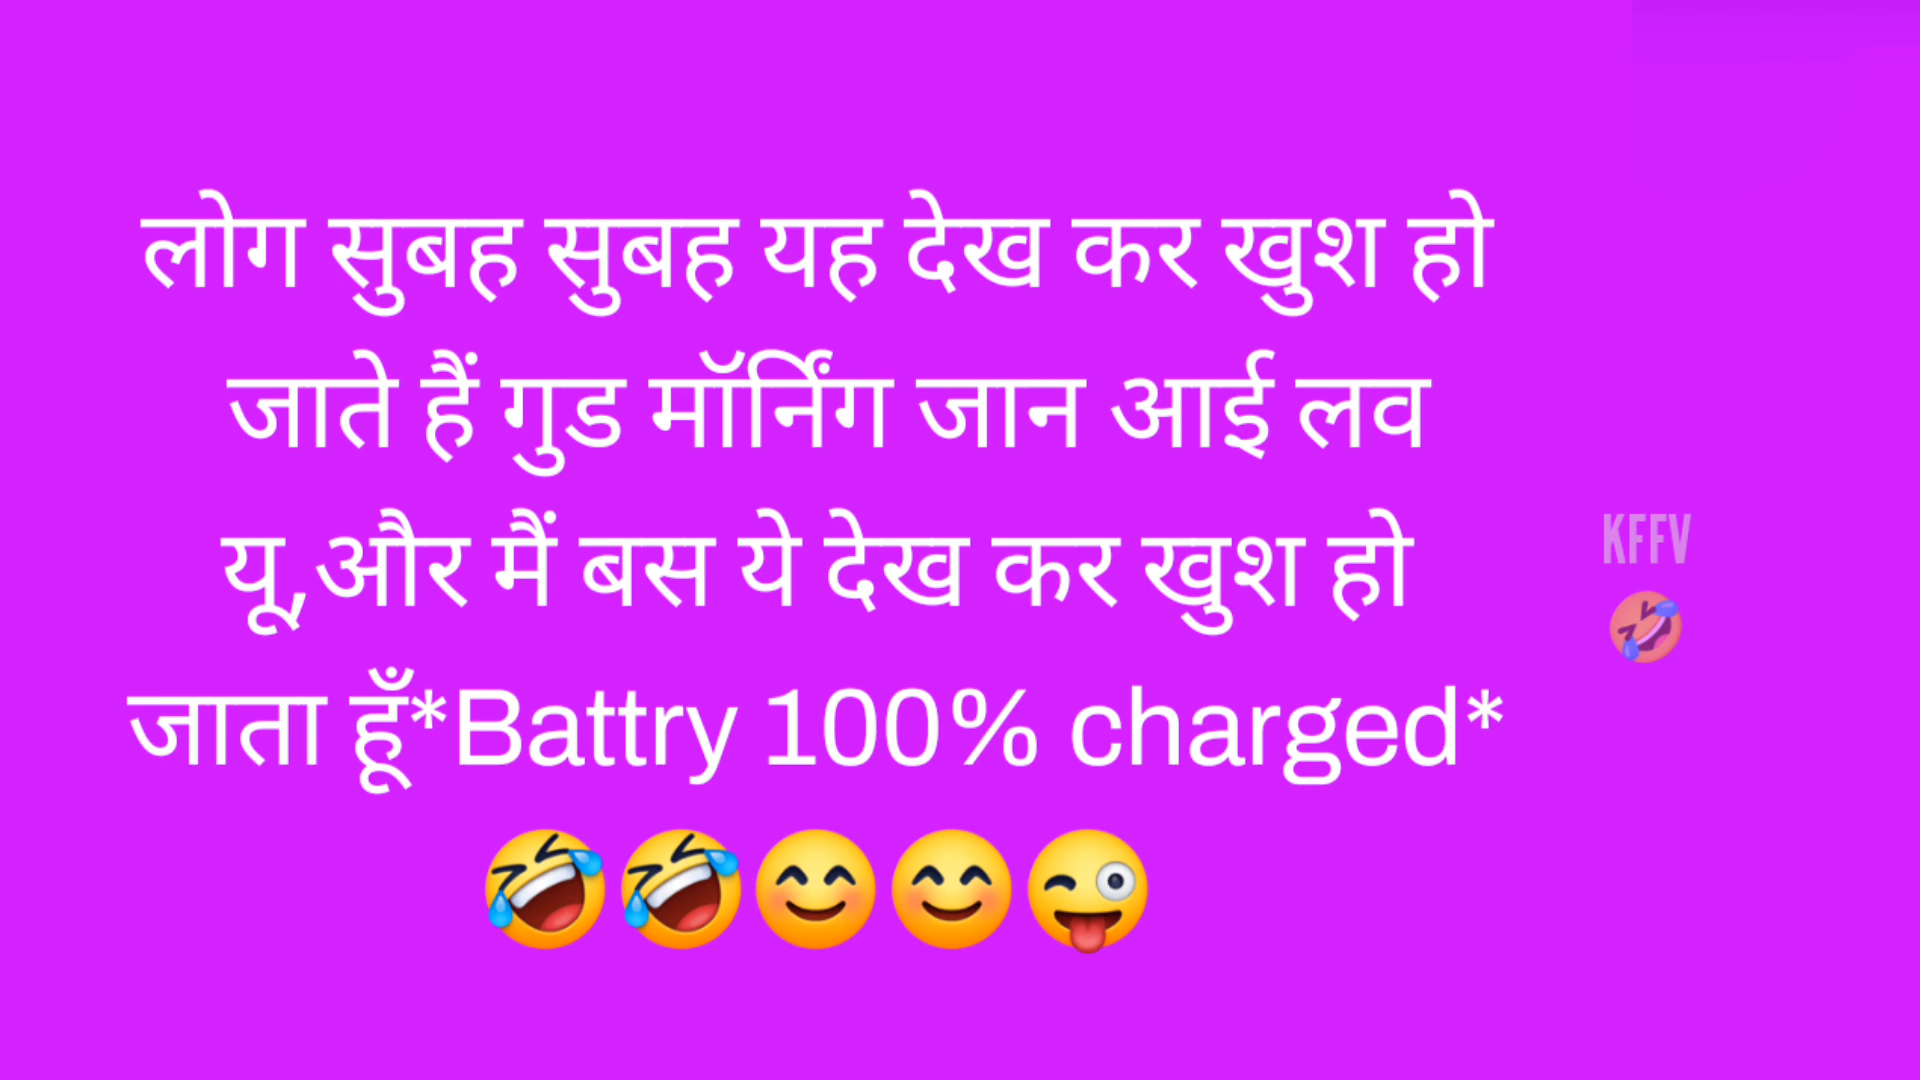 लोग सुबह सुबह यह देख कर खुश हो
जाते हैं गुड मॉर्निंग जान आई लव
यू,और मैं बस ये देख कर खुश हो
जाता हूँ*Battry 100% charged*
🤣🤣😊😊😜
KFFV
🤣